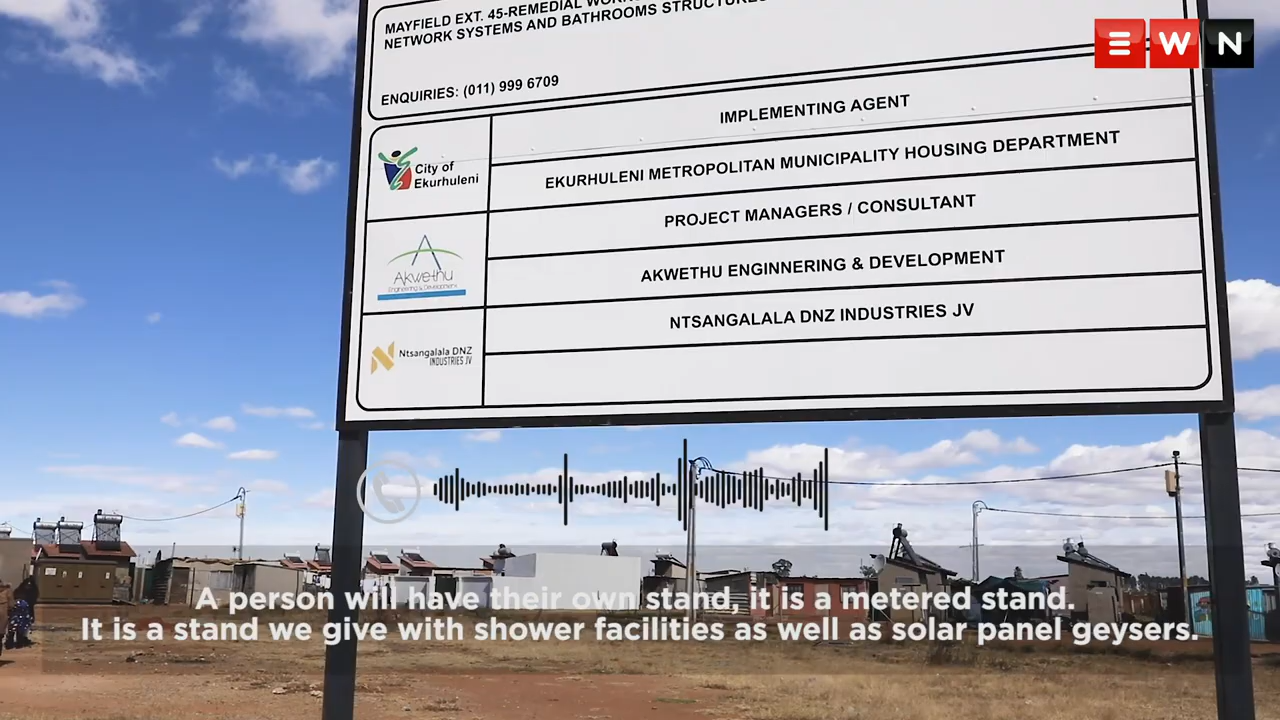 MAYFIELD EXT. 45-REMEDIAL
NETWORK SYSTEMS AND BATHROOMS STRUCTURES
EWN
ENQUIRIES: (011) 999 6709
IMPLEMENTING AGENT
City of
Ekurhuleni
EKURHULENI METROPOLITAN MUNICIPALITY HOUSING DEPARTMENT
PROJECT MANAGERS / CONSULTANT
Akwethu
Engineering & Development
AKWETHU ENGINNERING & DEVELOPMENT
NTSANGALALA DNZ INDUSTRIES JV
Ntsangalala DNZ
INDUSTRIES JV
A person will have their own stand, it is a metered stand.
It is a stand we give with shower facilities as well as solar panel geysers.